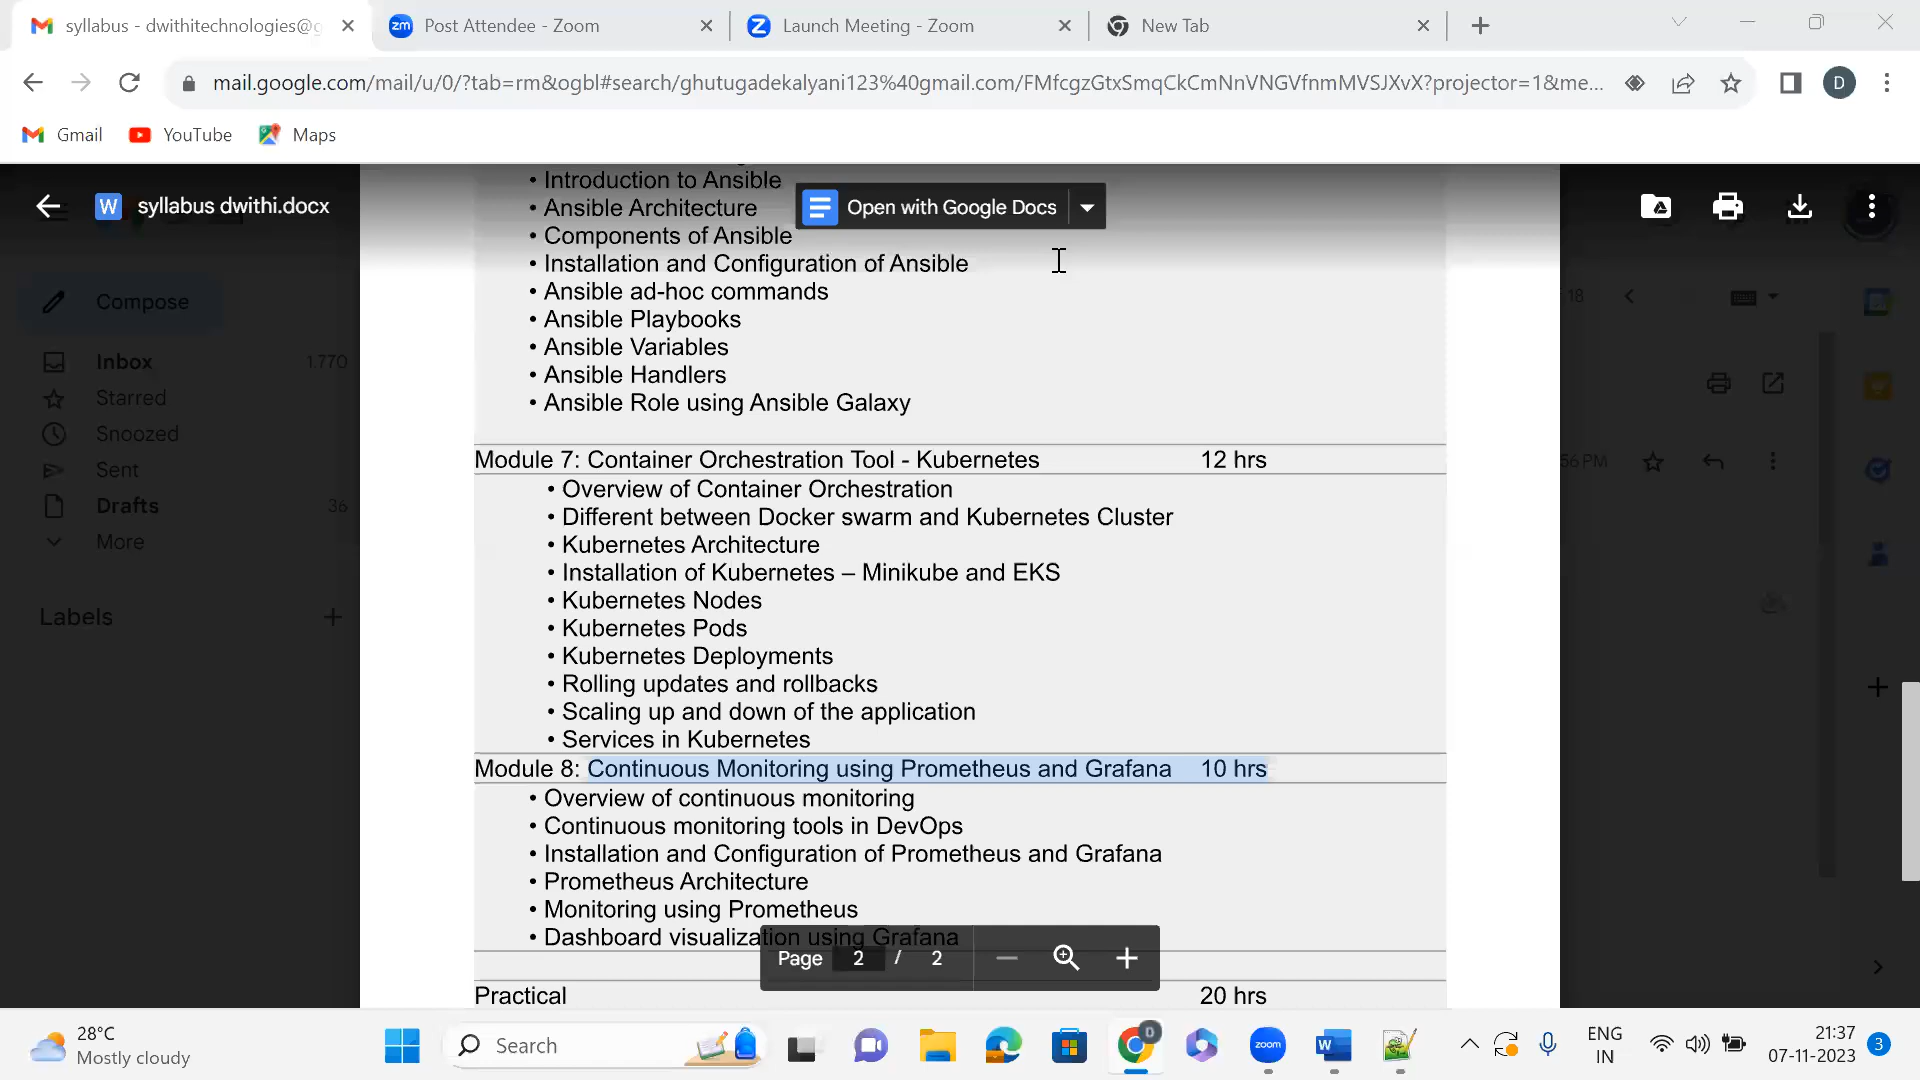 syllabus - dwithitechnologies@g
Post Attendee - Zoom
Launch Meeting - Zoom
New Tab
mail.google.com/mail/u/0/?tab=rm&ogbl#search/ghutugadekalyani123%40gmail.com/FMfcgzGtxSmqCkCmNnVNGVfnmMVSJXvX?projector=1&me...
D
Gmail
YouTube
Maps
syllabus dwithi.docx
Open with Google Docs
Compose
Inbox 1,770
Starred
Snoozed
Sent
Drafts 36
More
Labels
• Introduction to Ansible
• Ansible Architecture
• Components of Ansible
• Installation and Configuration of Ansible
• Ansible ad-hoc commands
• Ansible Playbooks
• Ansible Variables
• Ansible Handlers
• Ansible Role using Ansible Galaxy
Module 7: Container Orchestration Tool - Kubernetes 12 hrs
• Overview of Container Orchestration
• Different between Docker swarm and Kubernetes Cluster
• Kubernetes Architecture
• Installation of Kubernetes – Minikube and EKS
• Kubernetes Nodes
• Kubernetes Pods
• Kubernetes Deployments
• Rolling updates and rollbacks
• Scaling up and down of the application
• Services in Kubernetes
Module 8: Continuous Monitoring using Prometheus and Grafana 10 hrs
• Overview of continuous monitoring
• Continuous monitoring tools in DevOps
• Installation and Configuration of Prometheus and Grafana
• Prometheus Architecture
• Monitoring using Prometheus
• Dashboard visualization using Grafana
Page 2 / 2
Practical 20 hrs
18
56 PM
28°C
Mostly cloudy
Search
D
zoom
ENG
IN
21:37
07-11-2023
3